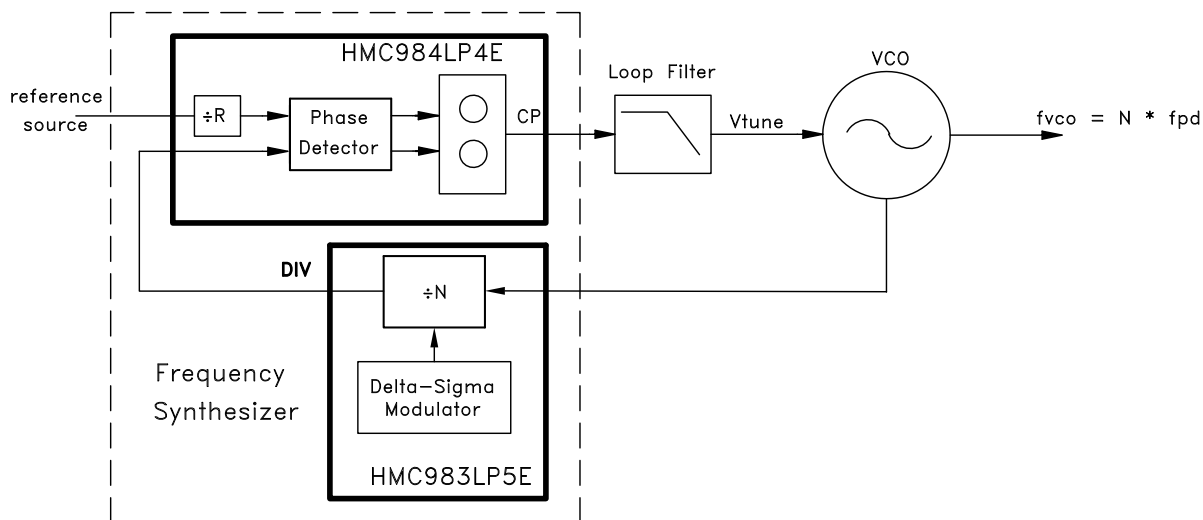 HMC984LP4E
reference
source
÷R
Phase
Detector
CP
Loop Filter
Vtune
VCO
fvco = N * fpd
DIV
÷N
Delta-Sigma
Modulator
HMC983LP5E
Frequency
Synthesizer